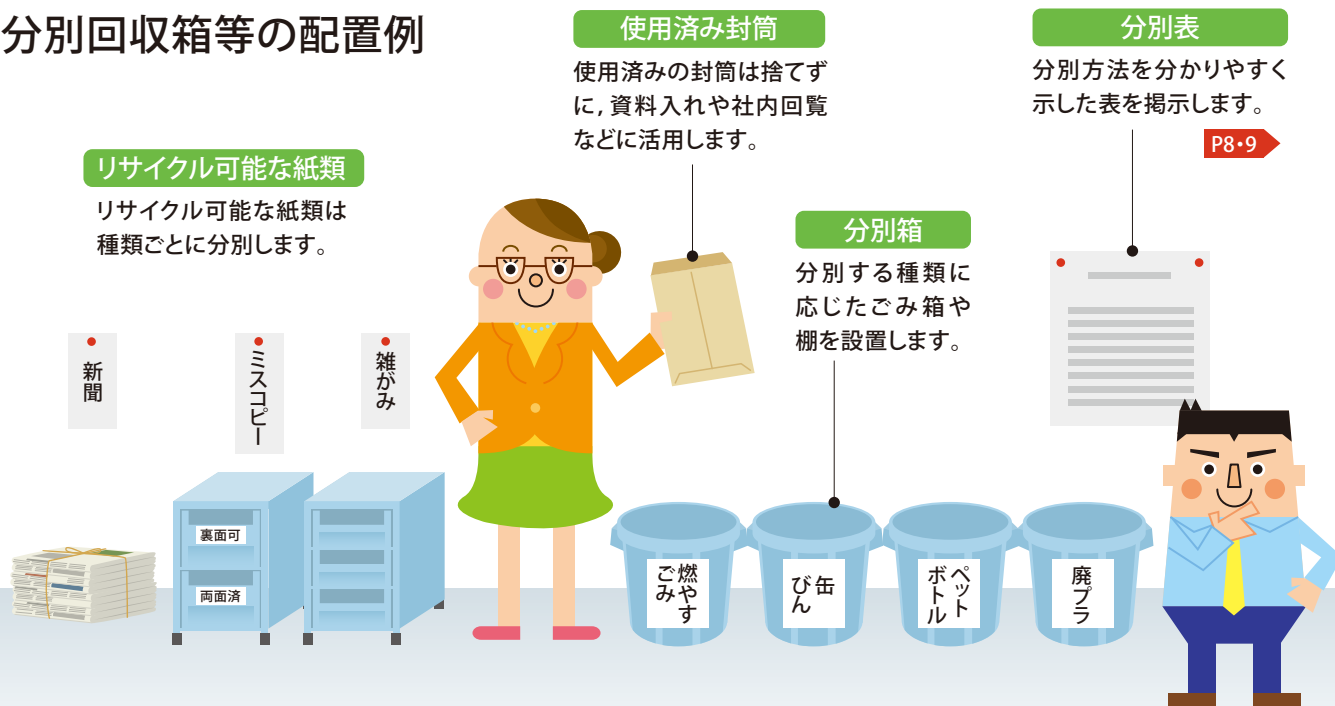 分別回収箱等の配置例
使用済み封筒
使用済みの封筒は捨てず
に,資料入れや社内回覧
などに活用します。
分別表
分別方法を分かりやすく
示した表を掲示します。
P8・9
リサイクル可能な紙類
リサイクル可能な紙類は
種類ごとに分別します。
分別箱
分別する種類に
応じたごみ箱や
棚を設置します。
新聞
ミスコピー
雑がみ
裏面可
両面済
燃やす
ごみ
缶
びん
ペット
ボトル
廃プラ